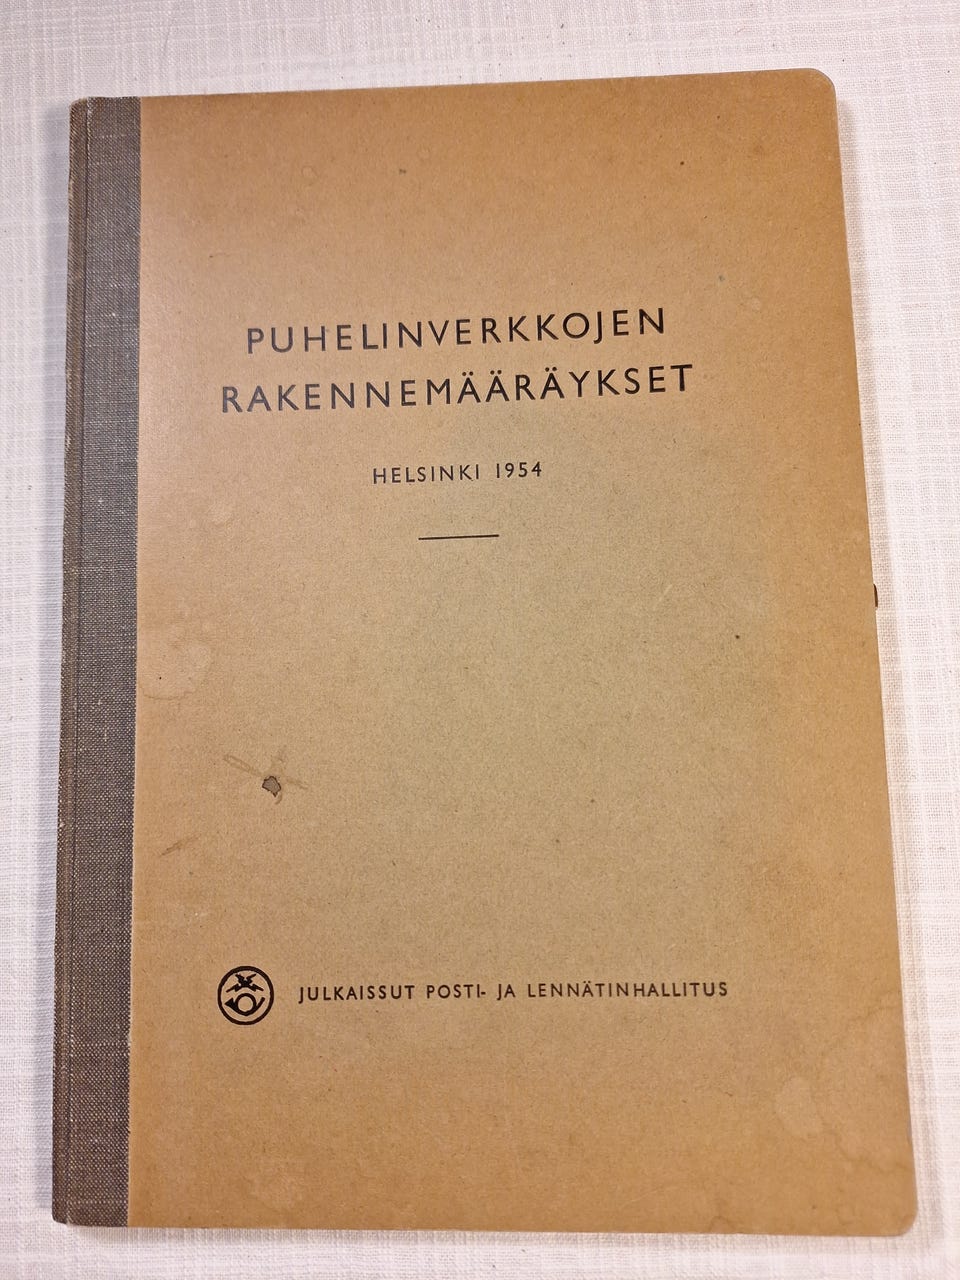 PUHELINVERKKOJEN
RAKENNEMÄÄRÄYKSET
HELSINKI 1954
JULKAISSUT POSTI- JA LENNÄTINHALLITUS